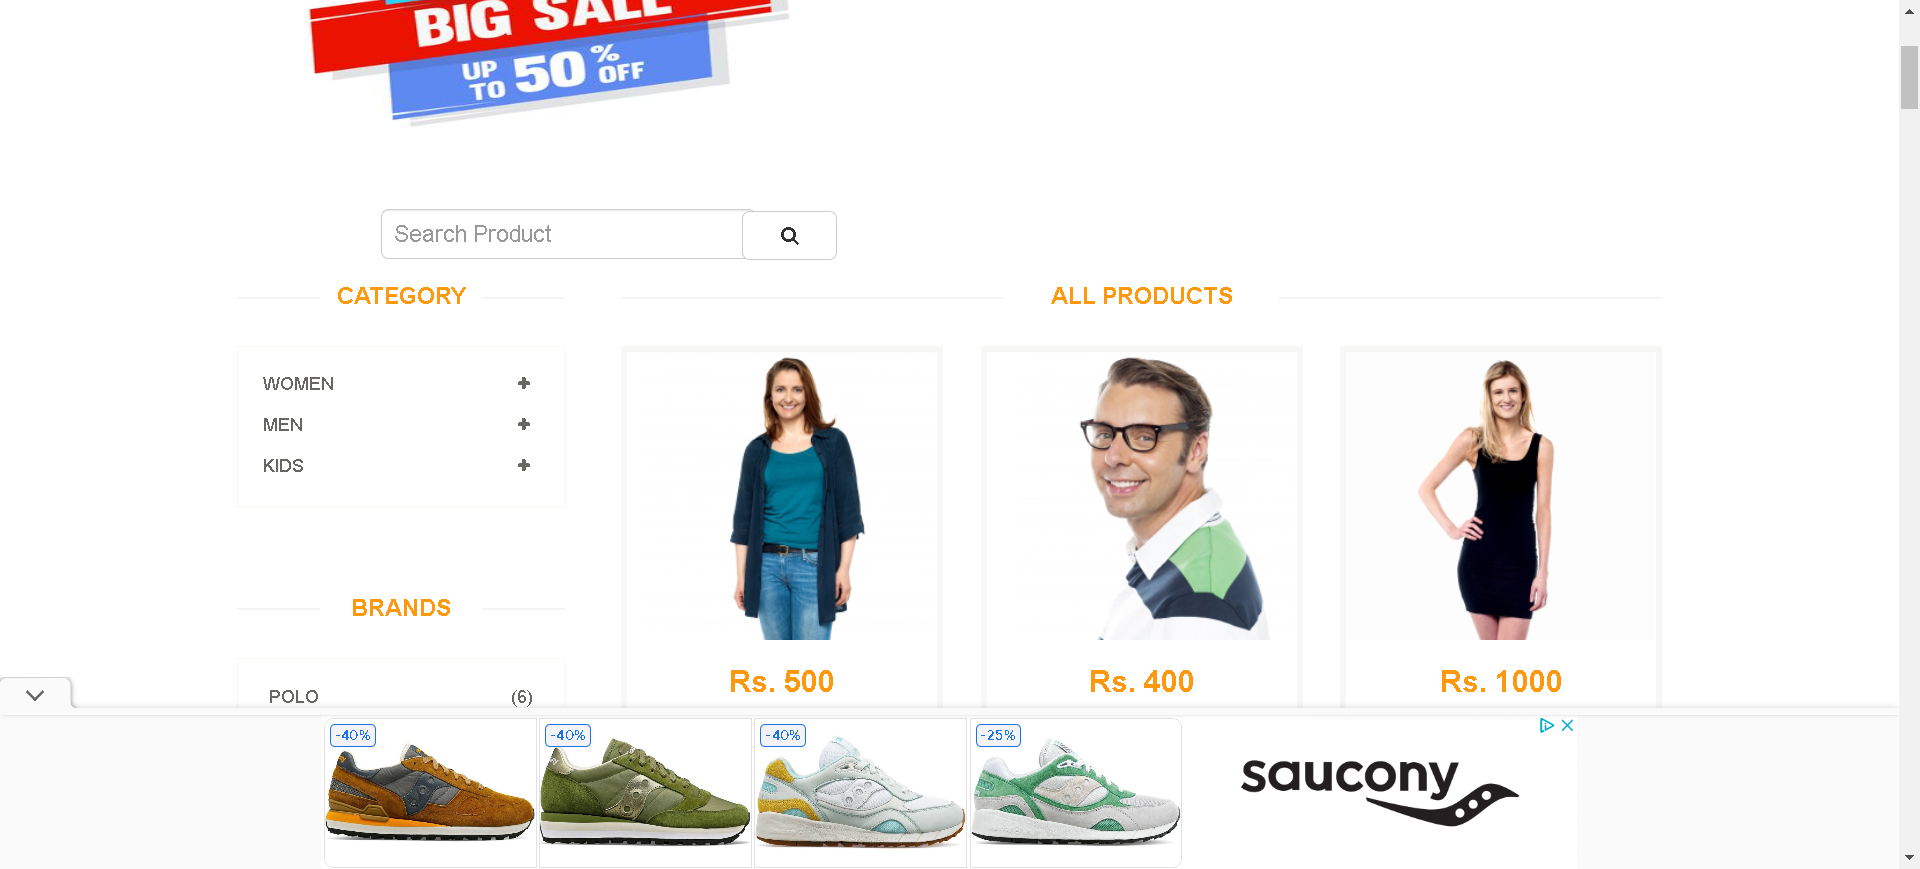 BIG SALE
UP TO 50% OFF
Search Product
CATEGORY
ALL PRODUCTS
WOMEN
MEN
KIDS
BRANDS
POLO (6)
Rs. 500
Rs. 400
Rs. 1000
-40%
-40%
-40%
-25%
saucony